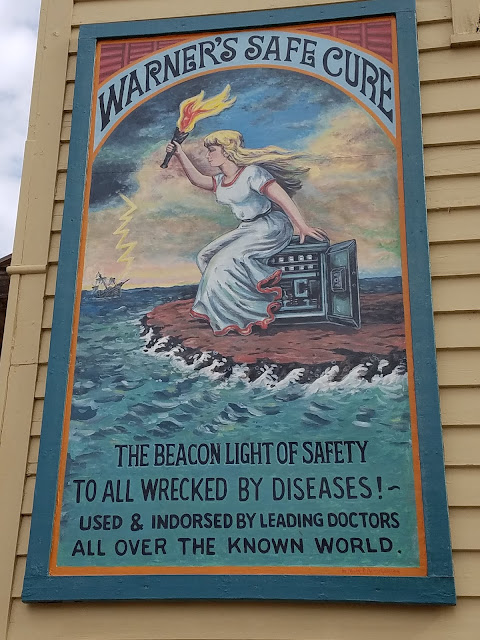 WARNER'S SAFE CURE
THE BEACON LIGHT OF SAFETY
TO ALL WRECKED BY DISEASES!~
USED & INDORSED BY LEADING DOCTORS
ALL OVER THE KNOWN WORLD.